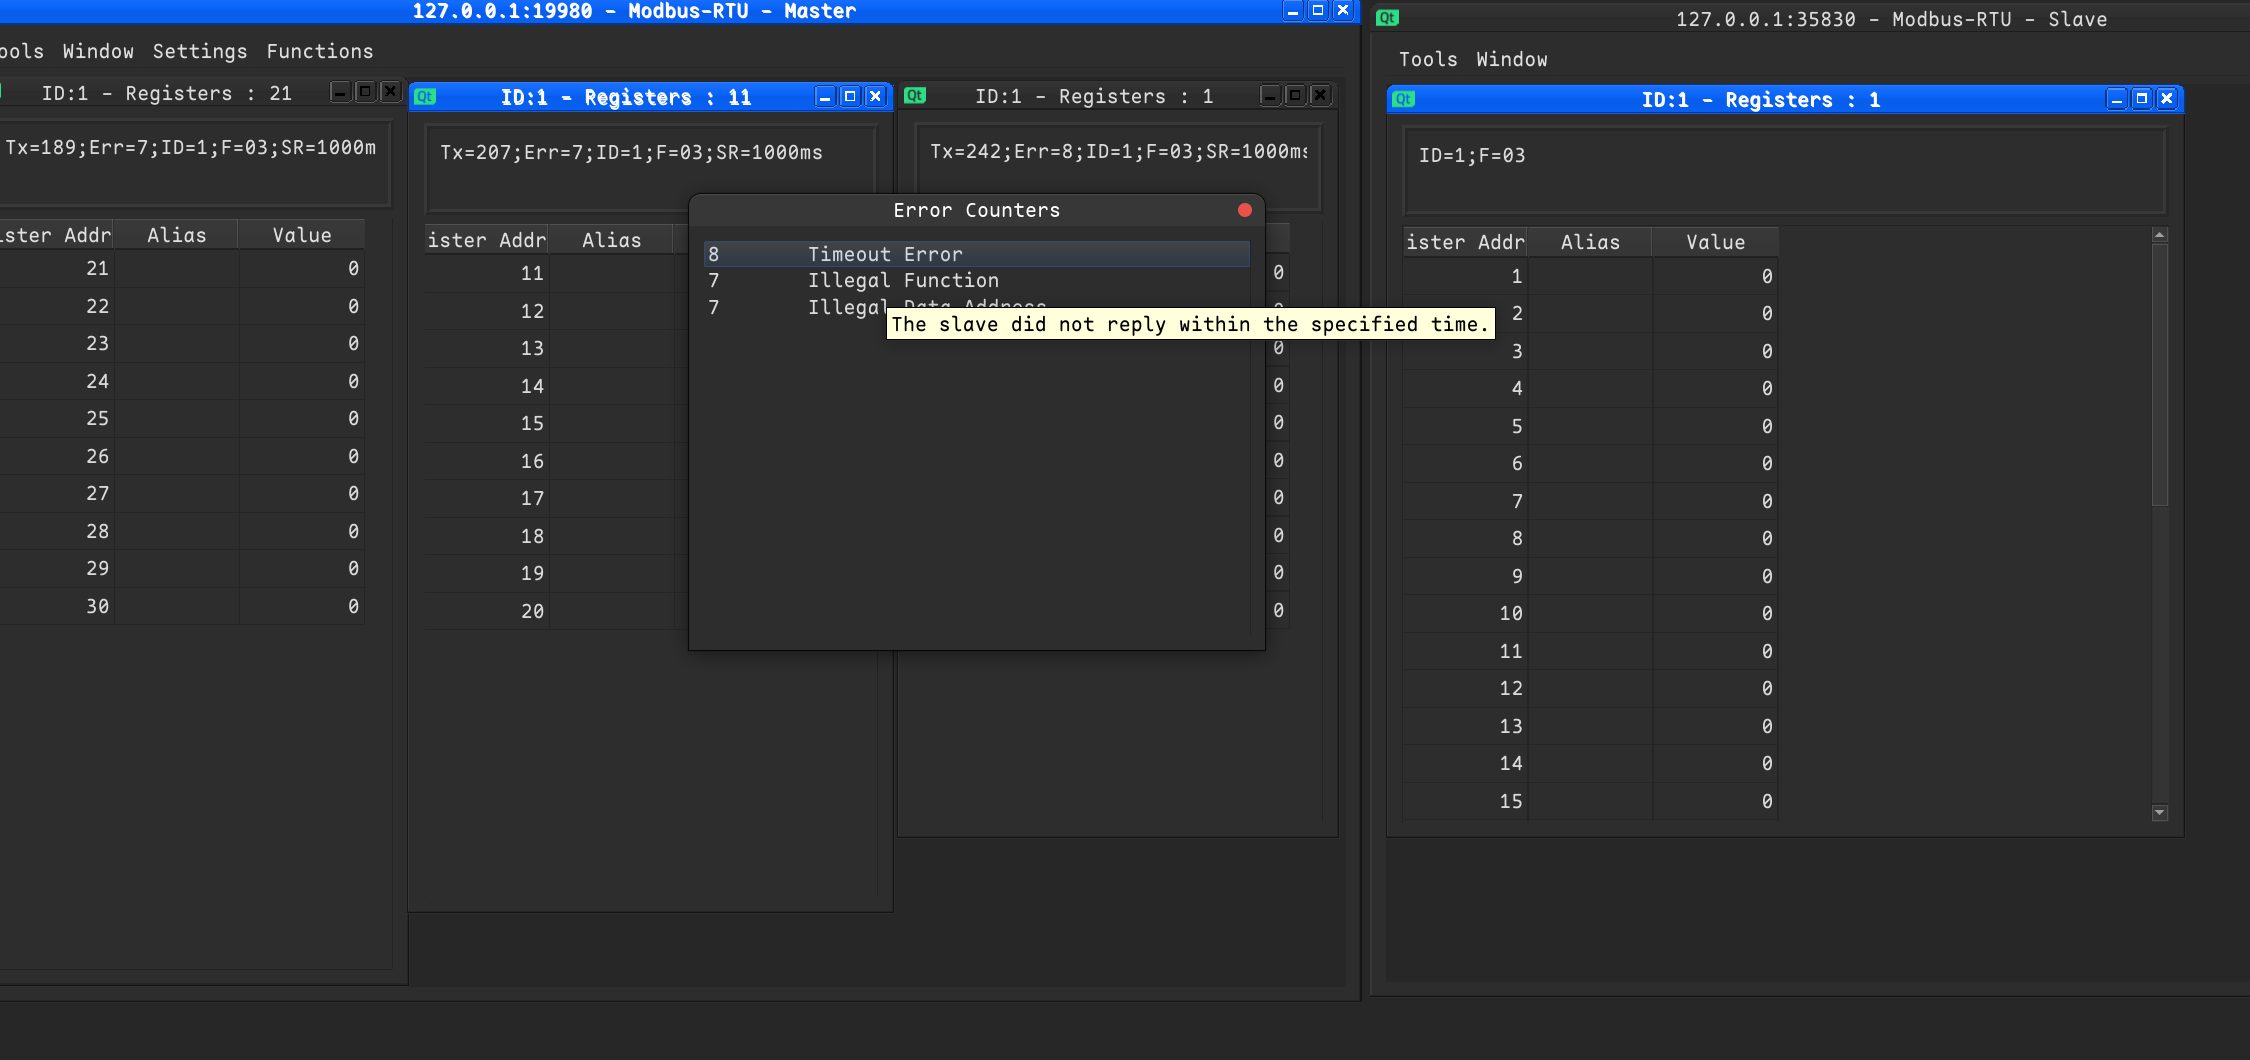 127.0.0.1:19980 - Modbus-RTU - Master
ools Window Settings Functions
ID:1 - Registers : 21
Tx=189;Err=7;ID=1;F=03;SR=1000m
ister Addr Alias Value
21 0
22 0
23 0
24 0
25 0
26 0
27 0
28 0
29 0
30 0
Qt ID:1 - Registers : 11
Tx=207;Err=7;ID=1;F=03;SR=1000ms
ister Addr Alias
11
12
13
14
15
16
17
18
19
20
Qt ID:1 - Registers : 1
Tx=242;Err=8;ID=1;F=03;SR=1000ms
0
0
0
0
0
0
0
0
0
0
Error Counters
8 Timeout Error
7 Illegal Function
7 Illegal Data Address
The slave did not reply within the specified time.
Qt 127.0.0.1:35830 - Modbus-RTU - Slave
Tools Window
Qt ID:1 - Registers : 1
ID=1;F=03
ister Addr Alias Value
1 0
2 0
3 0
4 0
5 0
6 0
7 0
8 0
9 0
10 0
11 0
12 0
13 0
14 0
15 0